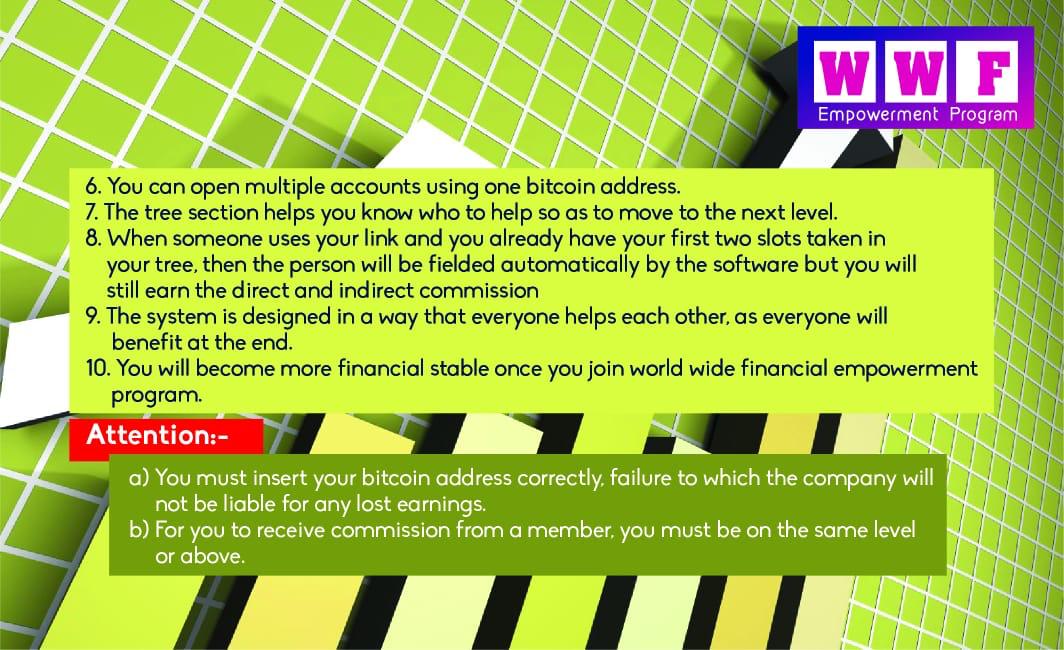 W W F
Empowerment Program
6. You can open multiple accounts using one bitcoin address.
7. The tree section helps you know who to help so as to move to the next level.
8. When someone uses your link and you already have your first two slots taken in
your tree, then the person will be fielded automatically by the software but you will
still earn the direct and indirect commission
9. The system is designed in a way that everyone helps each other, as everyone will
benefit at the end.
10. You will become more financial stable once you join world wide financial empowerment
program.
Attention:-
a) You must insert your bitcoin address correctly, failure to which the company will
not be liable for any lost earnings.
b) For you to receive commission from a member, you must be on the same level
or above.